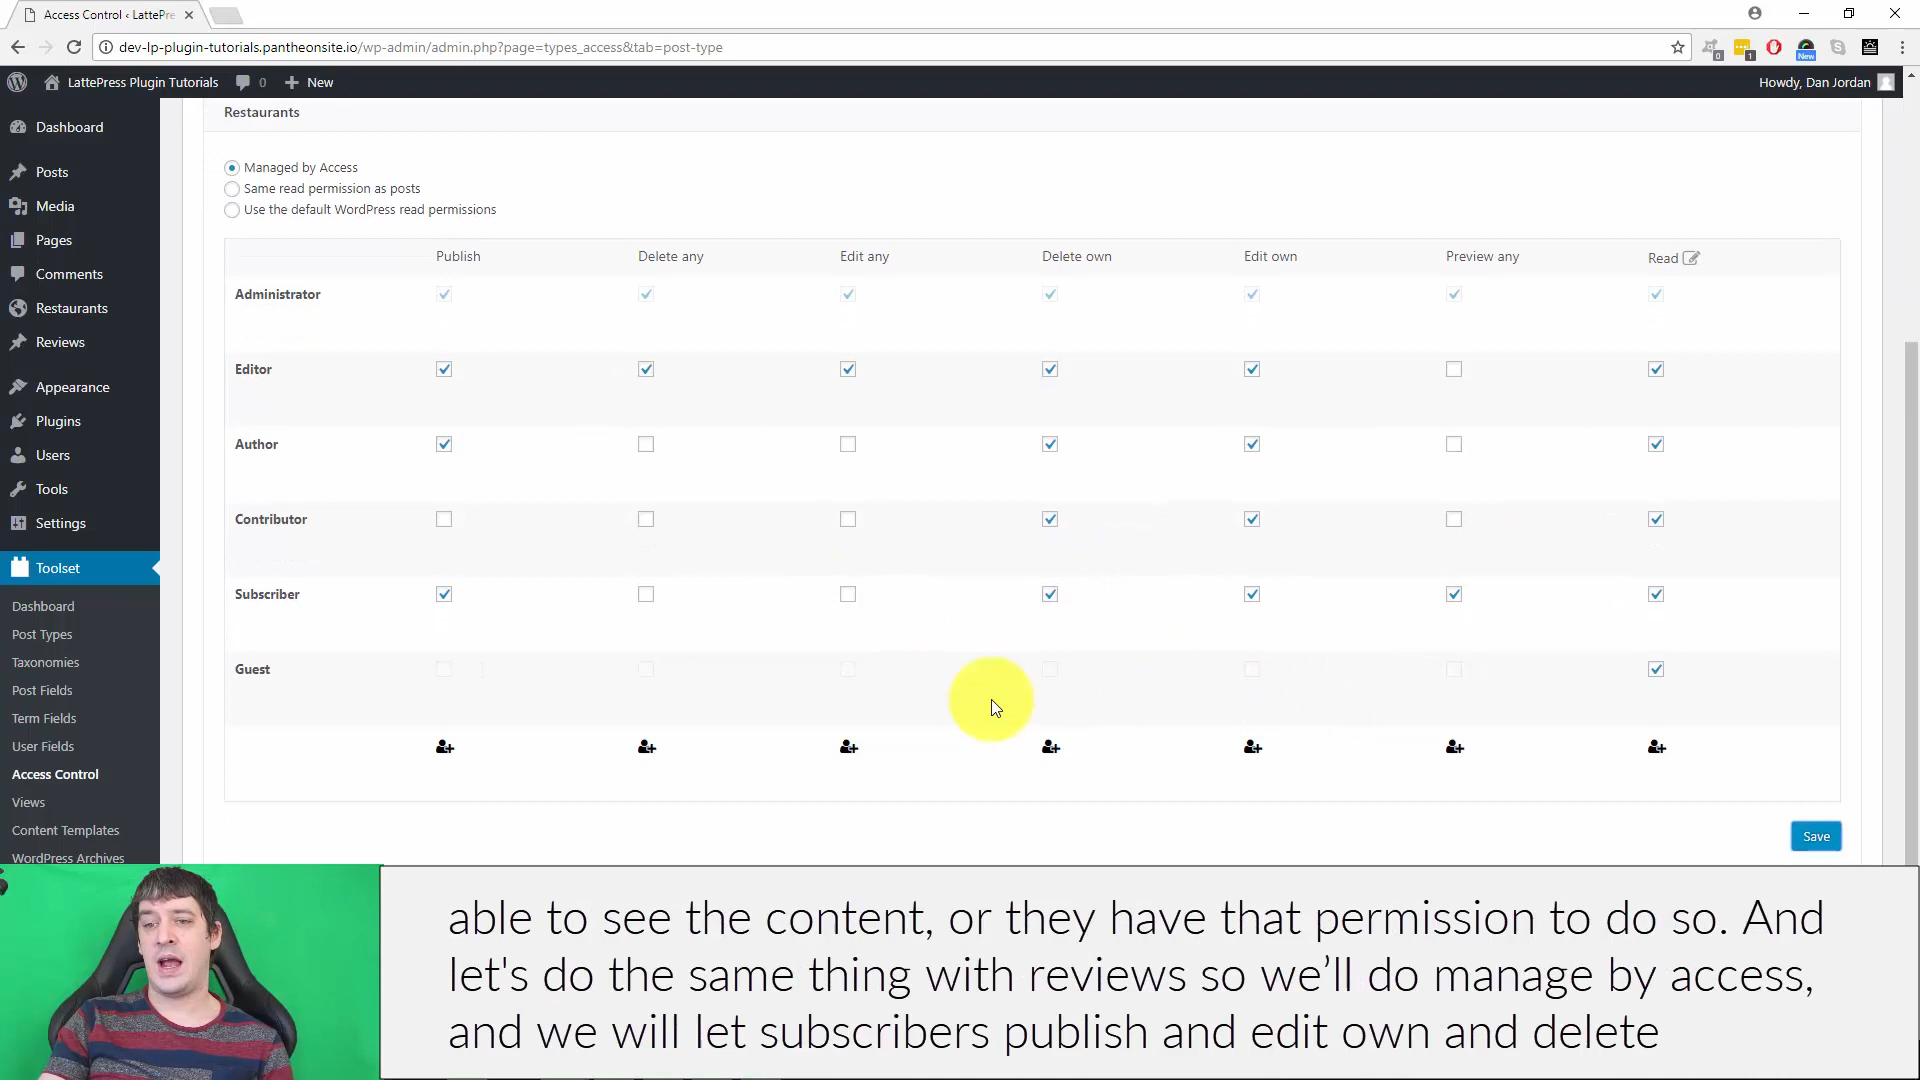 Access Control ‹ LattePre
dev-lp-plugin-tutorials.pantheonsite.io/wp-admin/admin.php?page=types_access&tab=post-type
0
1
New
LattePress Plugin Tutorials
0
New
Howdy, Dan Jordan
Dashboard
Posts
Media
Pages
Comments
Restaurants
Reviews
Appearance
Plugins
Users
Tools
Settings
Toolset
Dashboard
Post Types
Taxonomies
Post Fields
Term Fields
User Fields
Access Control
Views
Content Templates
WordPress Archives
Restaurants
Managed by Access
Same read permission as posts
Use the default WordPress read permissions
Publish Delete any Edit any Delete own Edit own Preview any Read
Administrator
Editor
Author
Contributor
Subscriber
Guest
Save
able to see the content, or they have that permission to do so. And
let's do the same thing with reviews so we’ll do manage by access,
and we will let subscribers publish and edit own and delete